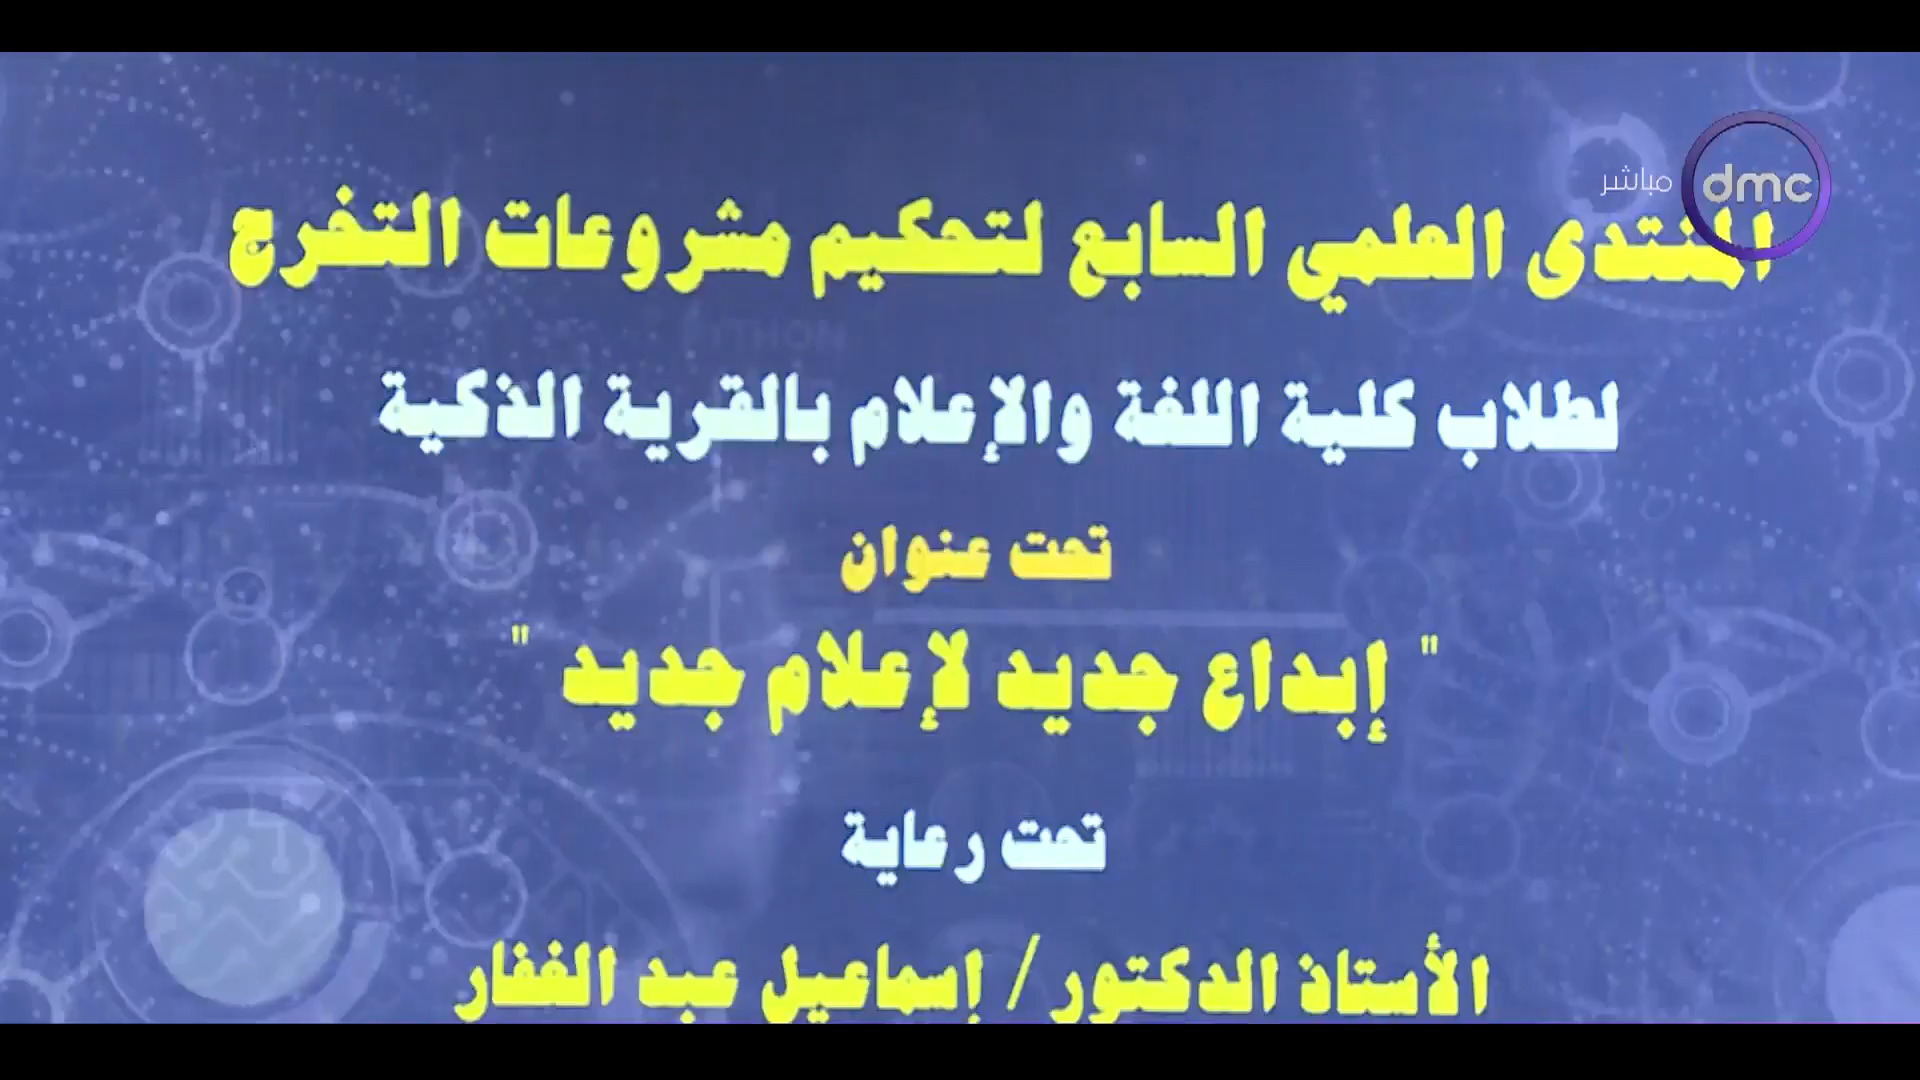 dmc مباشر
المنتدى العلمي السابع لتحكيم مشروعات التخرج
لطلاب كلية اللغة والإعلام بالقرية الذكية
تحت عنوان
" إبداع جديد لإعلام جديد "
تحت رعاية
الأستاذ الدكتور / إسماعيل عبد الغفار